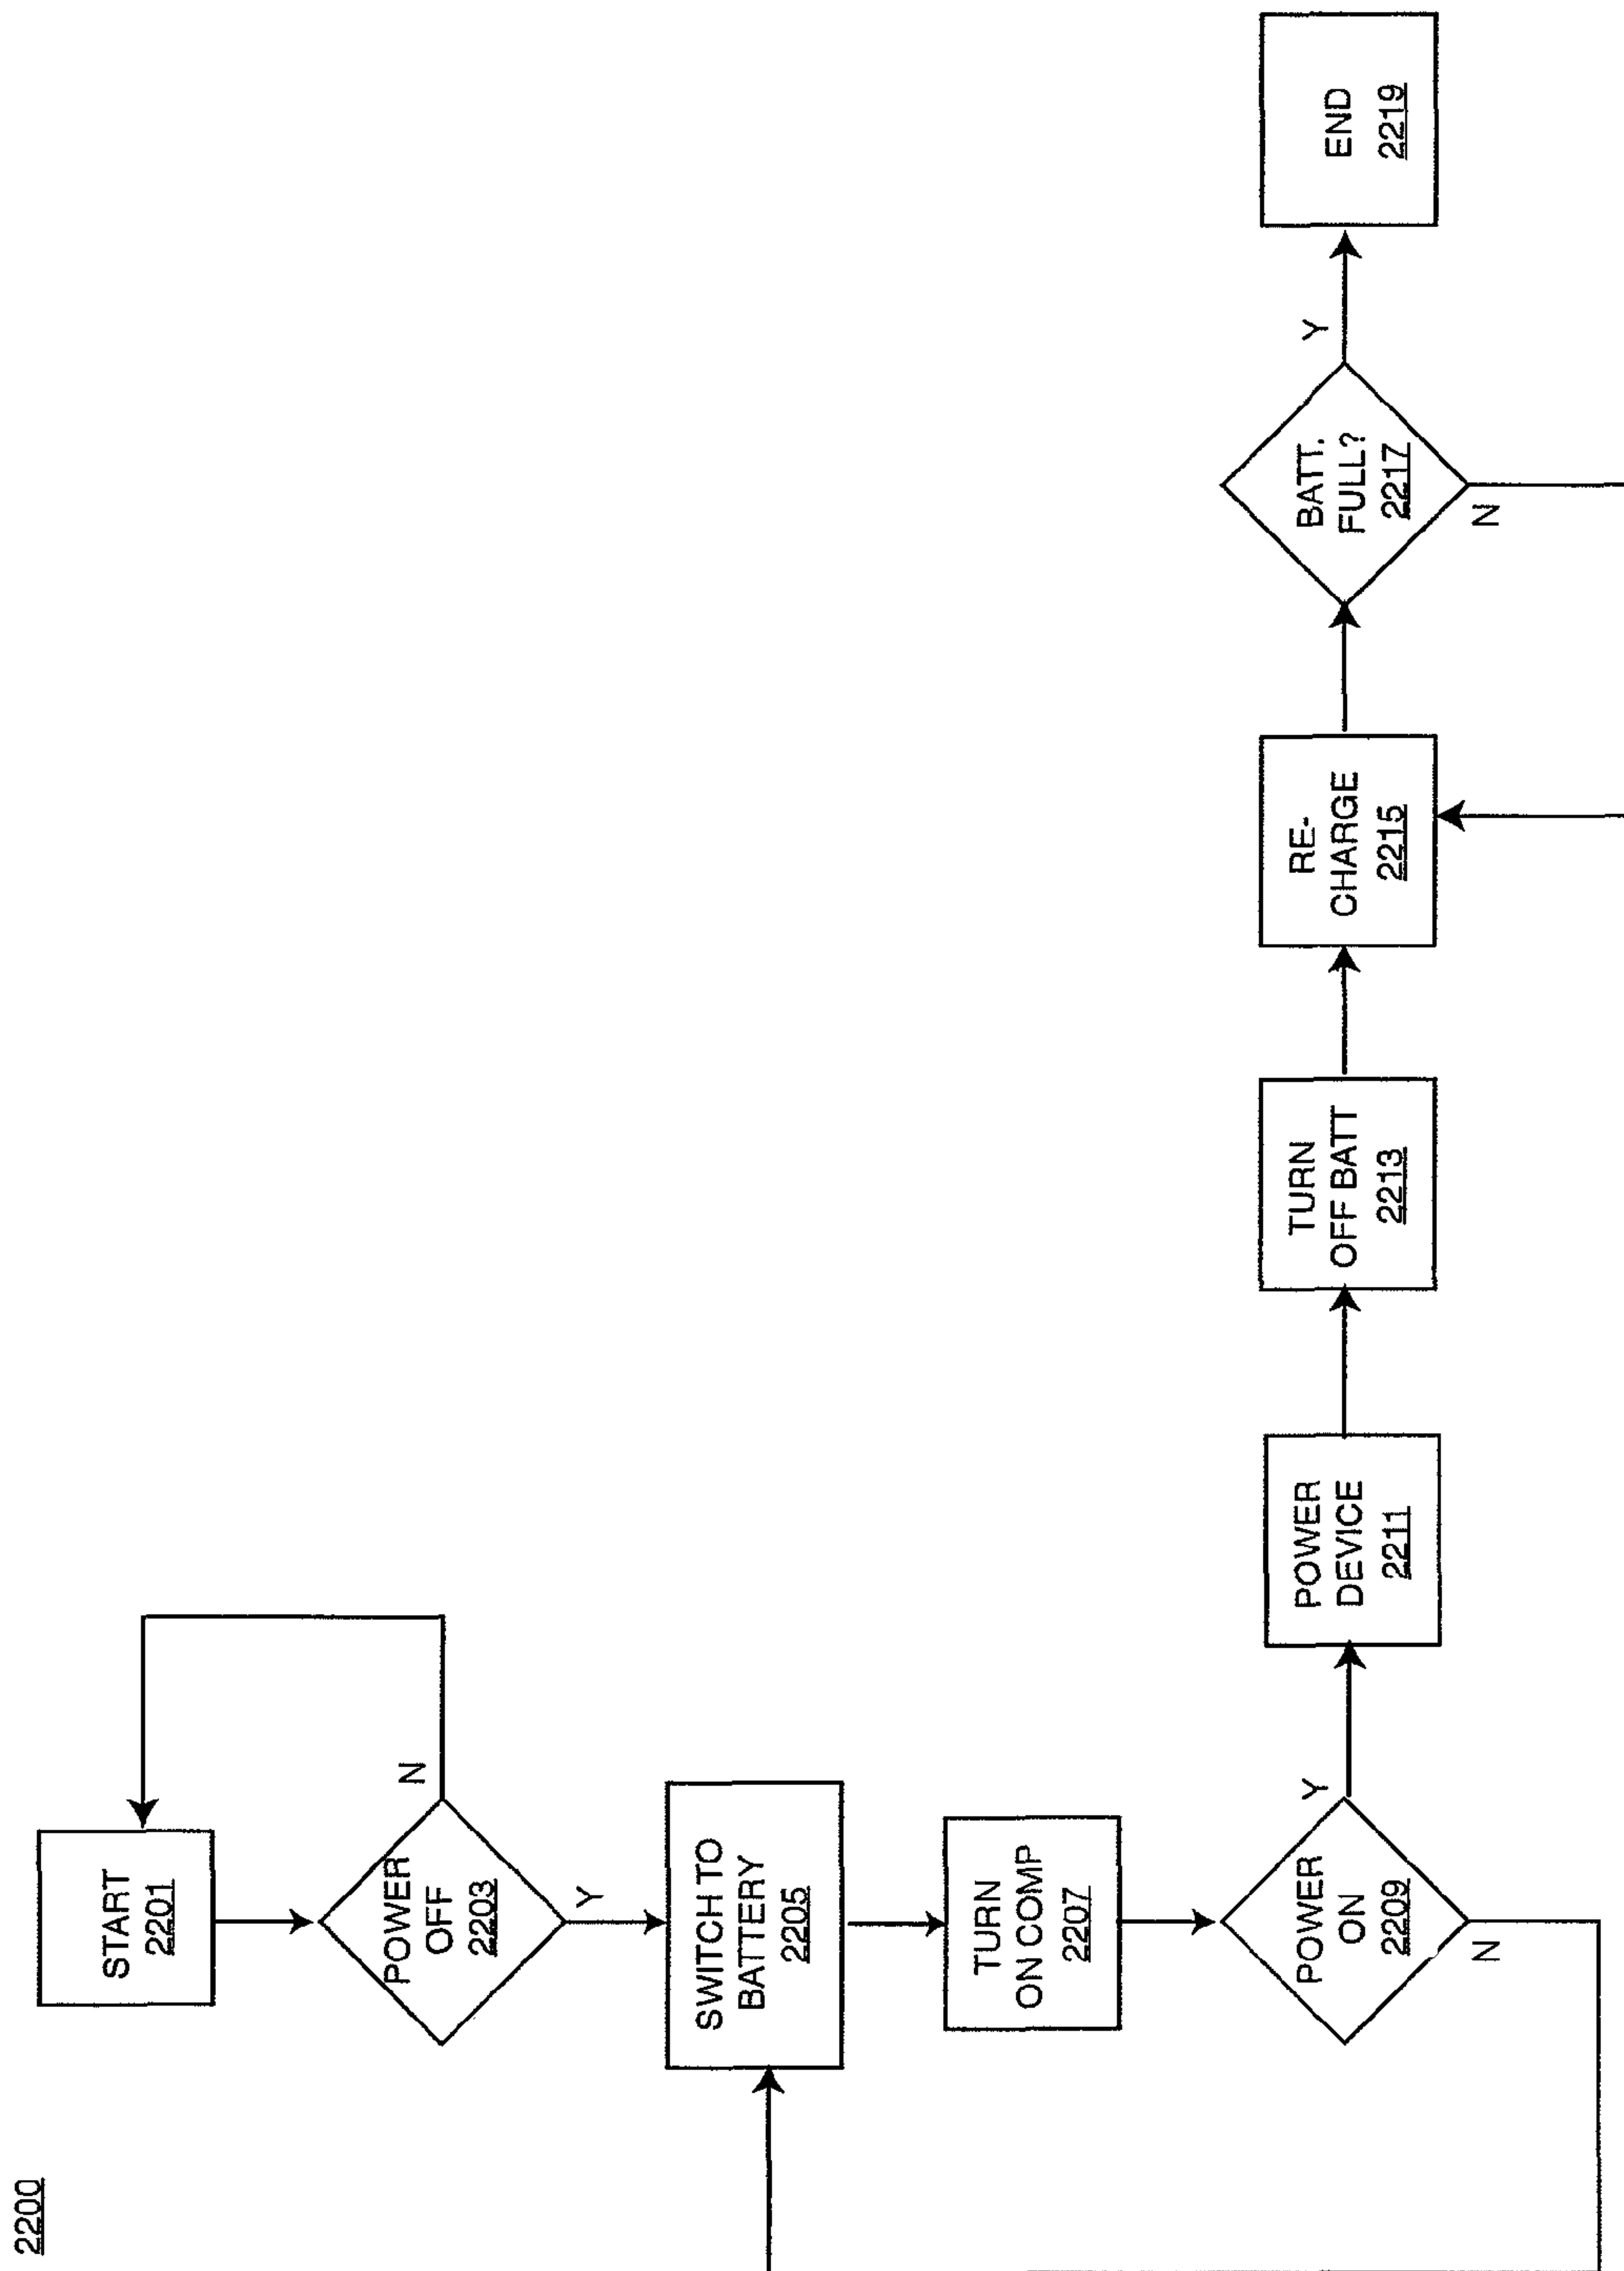 2200
START
2201
POWER
OFF
2203
N
Y
SWITCH TO
BATTERY
2205
TURN
ON COMP
2207
POWER
ON
2209
N
Y
POWER
DEVICE
2211
TURN
OFF BATT
2213
RE-
CHARGE
2215
BATT.
FULL?
2217
N
Y
END
2219